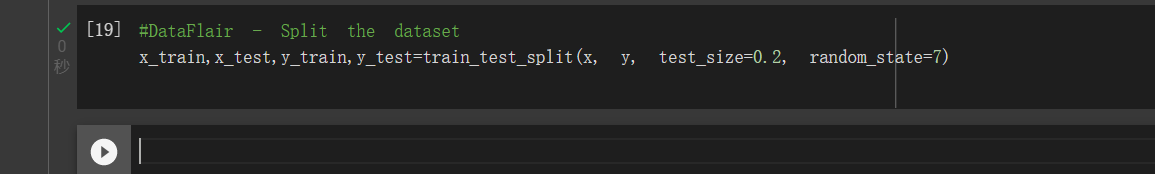 [19] #DataFlair - Split the dataset
0 x_train,x_test,y_train,y_test=train_test_split(x, y, test_size=0.2, random_state=7)
秒